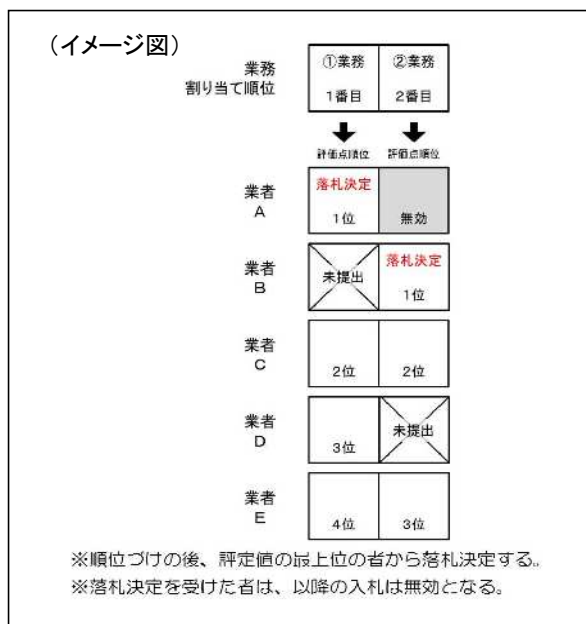 （イメージ図）
業務
割り当て順位
①業務 ②業務
1番目 2番目
評価点順位 評価点順位
業者
A
落札決定
1位 無効
業者
B
未提出
落札決定
1位
業者
C
2位 2位
業者
D
3位
未提出
業者
E
4位 3位
※順位づけの後、評定値の最上位の者から落札決定する。
※落札決定を受けた者は、以降の入札は無効となる。